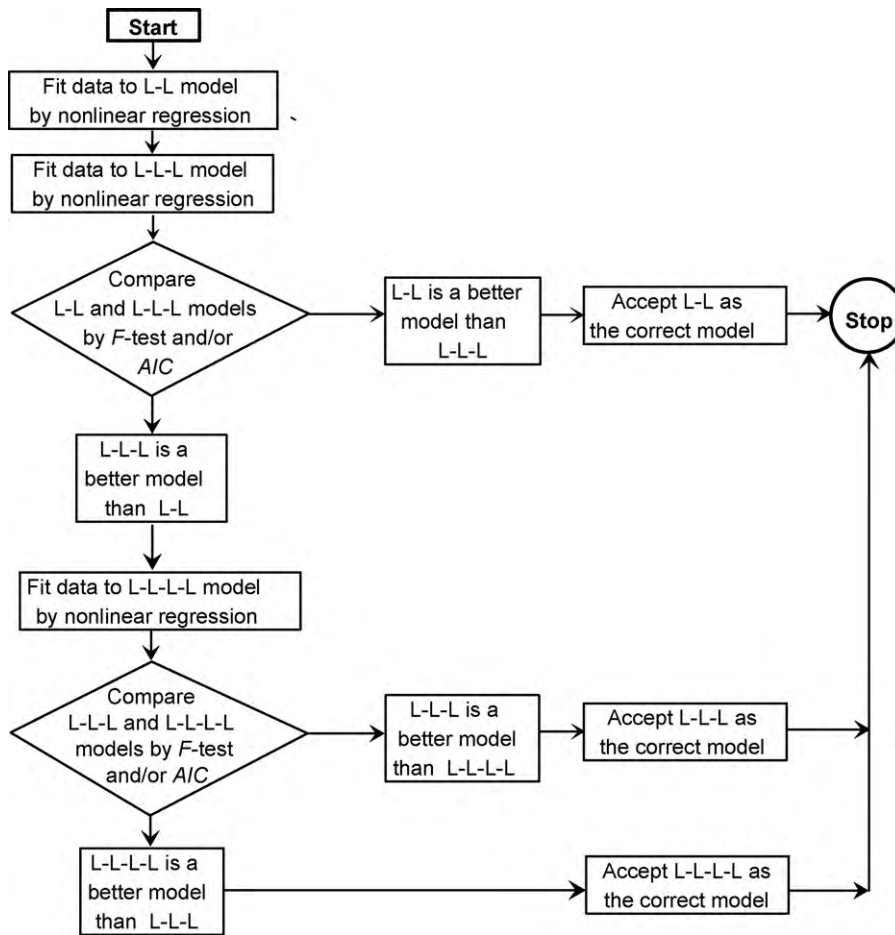 Start
Fit data to L-L model
by nonlinear regression
Fit data to L-L-L model
by nonlinear regression
Compare
L-L and L-L-L models
by F-test and/or
AIC
L-L is a better
model than
L-L-L
Accept L-L as
the correct model
Stop
L-L-L is a
better model
than L-L
Fit data to L-L-L-L model
by nonlinear regression
Compare
L-L-L and L-L-L-L
models by F-test
and/or AIC
L-L-L is a
better model
than L-L-L-L
Accept L-L-L as
the correct model
L-L-L-L is a
better model
than L-L-L
Accept L-L-L-L as
the correct model